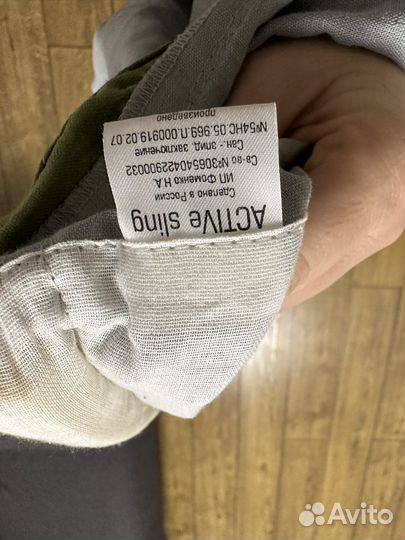 ACTIVe sling
Сделано в России
ИП Фоменко Н.А.
Св-во №306540422900032
Сан.- эпид. заключение
№54НС.05.969.П.000919.02.07
произведено
Avito